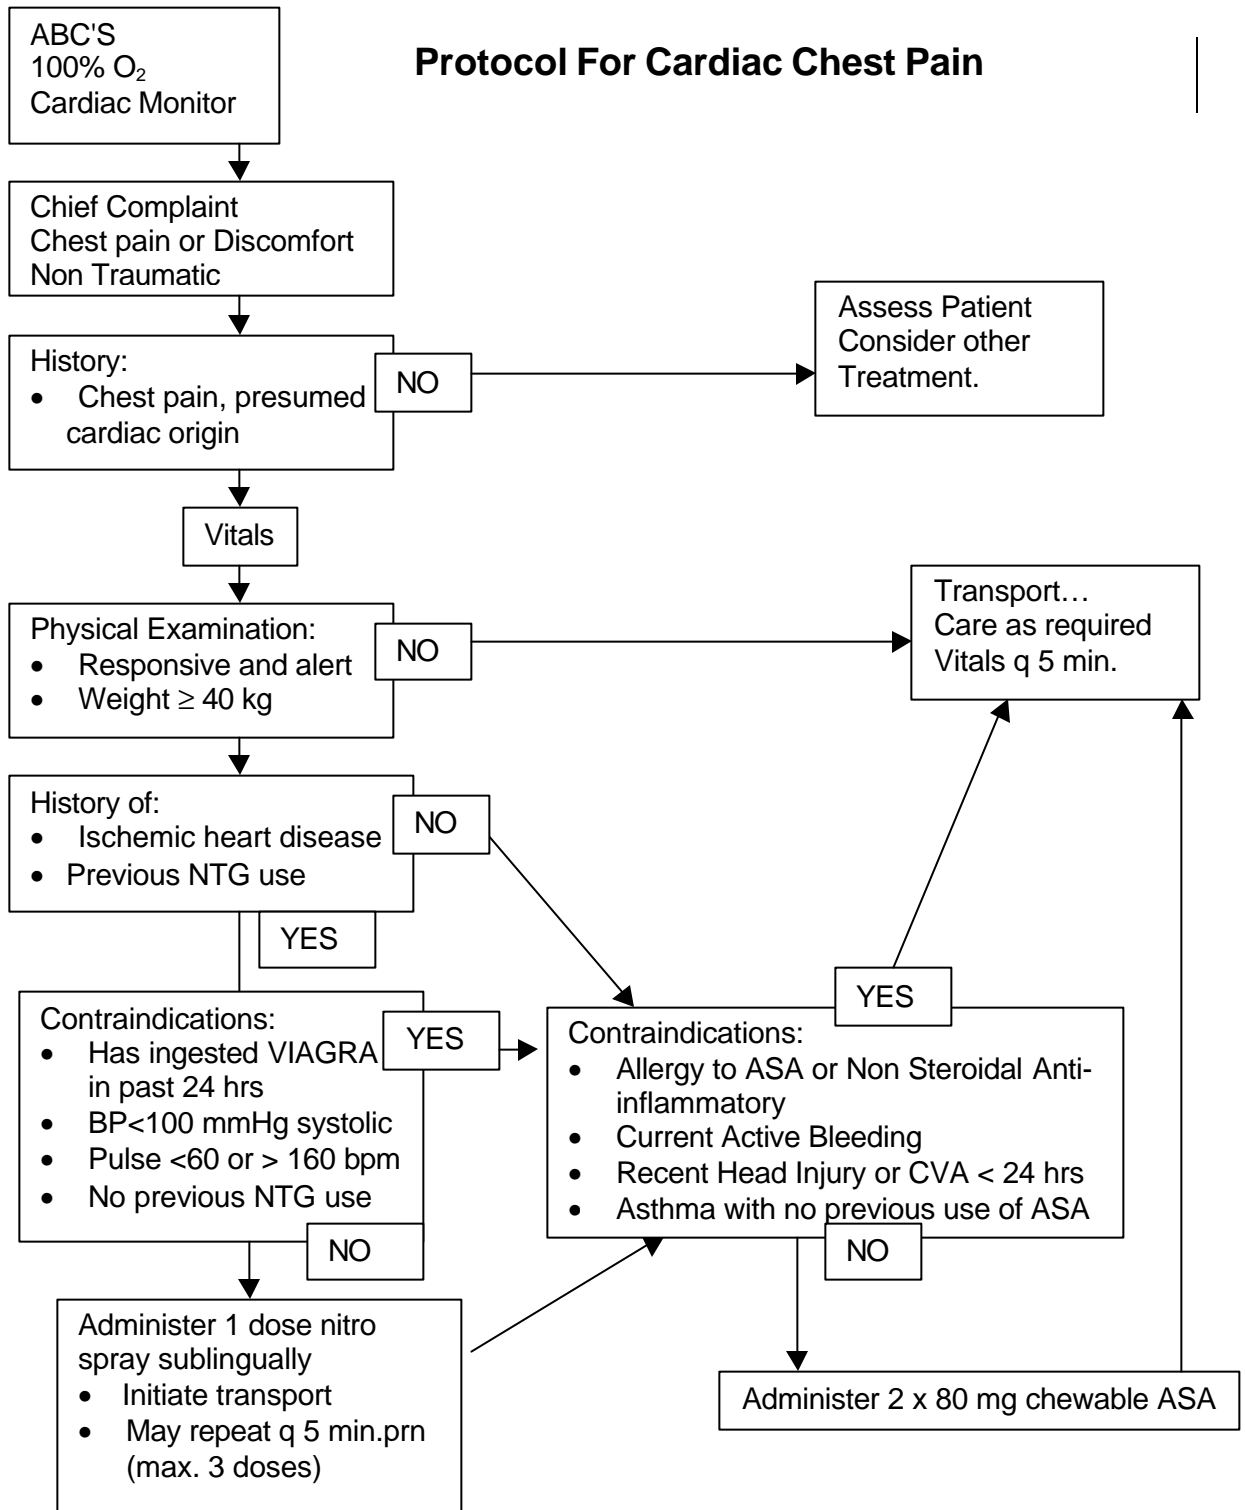 ABC'S
100% O₂
Cardiac Monitor
Protocol For Cardiac Chest Pain
Chief Complaint
Chest pain or Discomfort
Non Traumatic
History:
• Chest pain, presumed
cardiac origin
NO
Assess Patient
Consider other
Treatment.
Vitals
Physical Examination:
• Responsive and alert
• Weight ≥ 40 kg
NO
Transport…
Care as required
Vitals q 5 min.
History of:
• Ischemic heart disease
• Previous NTG use
NO
YES
Contraindications:
• Has ingested VIAGRA
in past 24 hrs
• BP<100 mmHg systolic
• Pulse <60 or > 160 bpm
• No previous NTG use
YES
NO
YES
Contraindications:
• Allergy to ASA or Non Steroidal Anti-
inflammatory
• Current Active Bleeding
• Recent Head Injury or CVA < 24 hrs
• Asthma with no previous use of ASA
NO
Administer 1 dose nitro
spray sublingually
• Initiate transport
• May repeat q 5 min.prn
(max. 3 doses)
Administer 2 x 80 mg chewable ASA